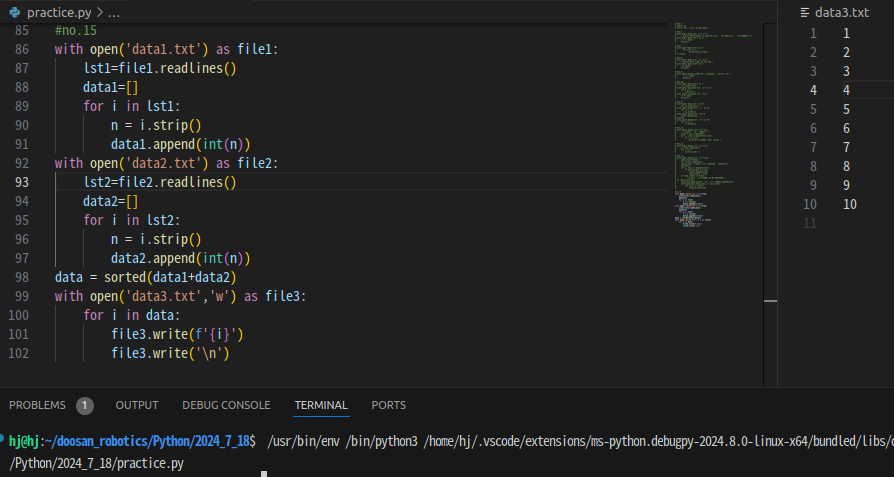 practice.py > ...
data3.txt
85 #no.15
86 with open('data1.txt') as file1:
87 lst1=file1.readlines()
88 data1=[]
89 for i in lst1:
90 n = i.strip()
91 data1.append(int(n))
92 with open('data2.txt') as file2:
93 lst2=file2.readlines()
94 data2=[]
95 for i in lst2:
96 n = i.strip()
97 data2.append(int(n))
98 data = sorted(data1+data2)
99 with open('data3.txt','w') as file3:
100 for i in data:
101 file3.write(f'{i}')
102 file3.write('\n')
1 1
2 2
3 3
4 4
5 5
6 6
7 7
8 8
9 9
10 10
11
PROBLEMS 1 OUTPUT DEBUG CONSOLE TERMINAL PORTS
hj@hj:~/doosan_robotics/Python/2024_7_18$ /usr/bin/env /bin/python3 /home/hj/.vscode/extensions/ms-python.debugpy-2024.8.0-linux-x64/bundled/libs/
/Python/2024_7_18/practice.py